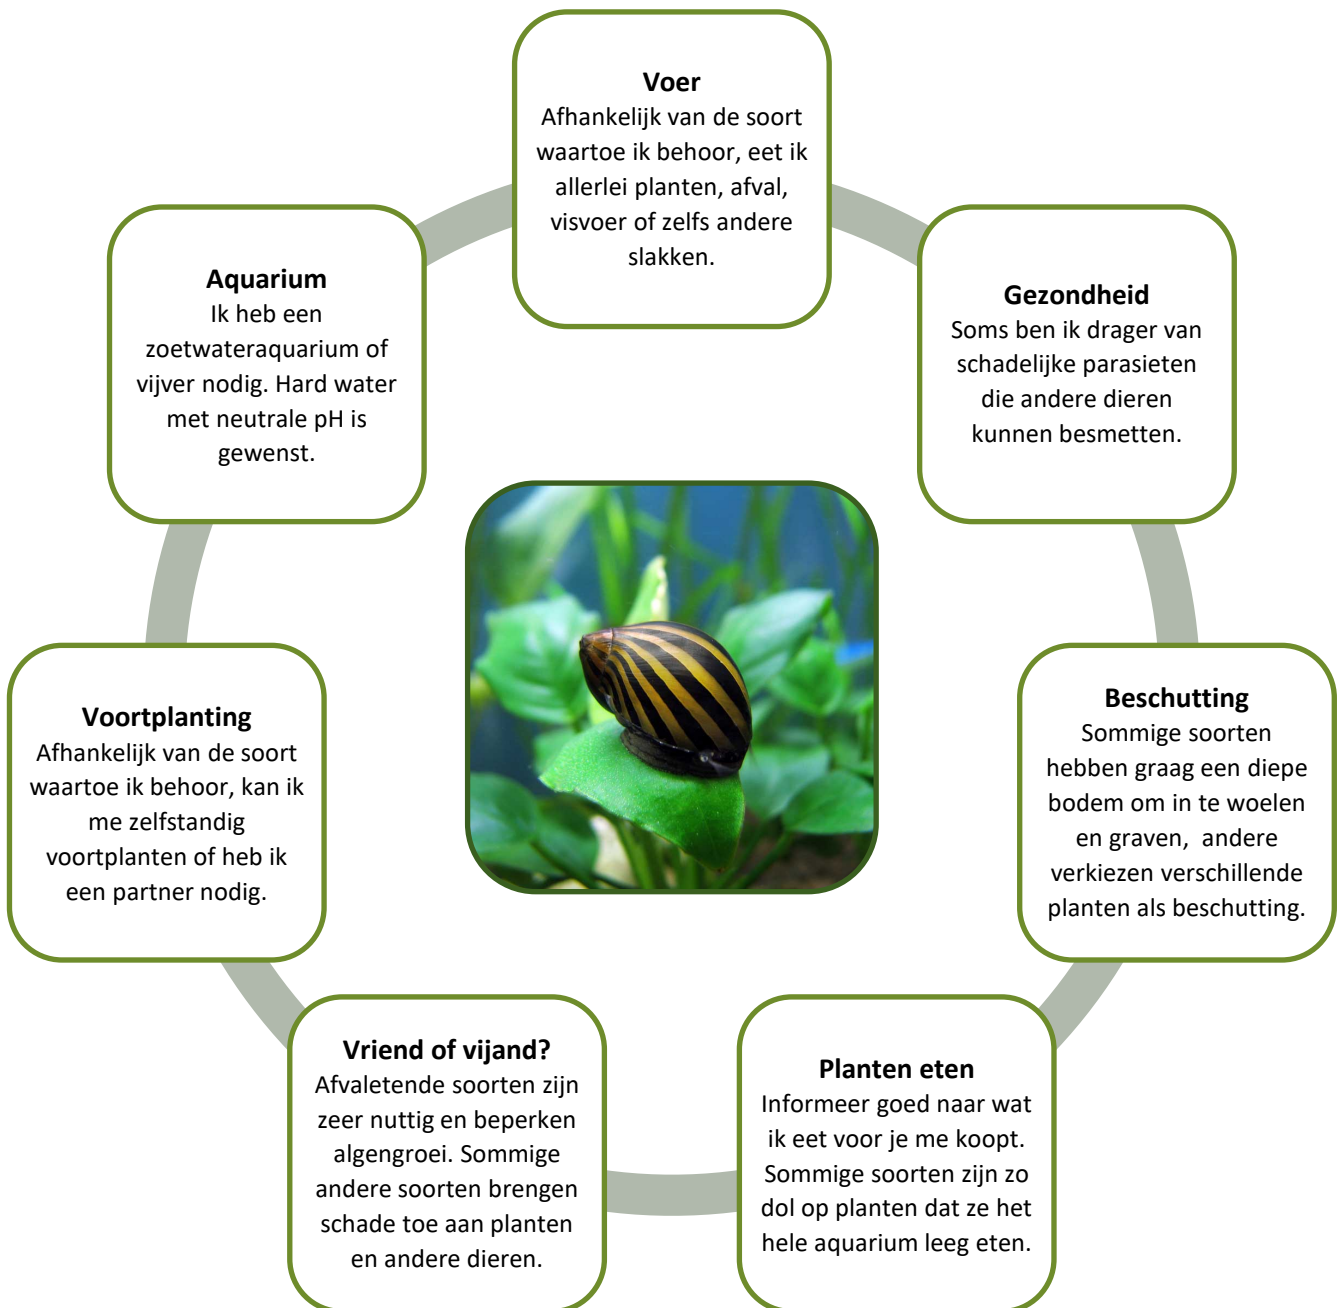 Voer
Afhankelijk van de soort
waartoe ik behoor, eet ik
allerlei planten, afval,
visvoer of zelfs andere
slakken.
Gezondheid
Soms ben ik drager van
schadelijke parasieten
die andere dieren
kunnen besmetten.
Beschutting
Sommige soorten
hebben graag een diepe
bodem om in te woelen
en graven, andere
verkiezen verschillende
planten als beschutting.
Planten eten
Informeer goed naar wat
ik eet voor je me koopt.
Sommige soorten zijn zo
dol op planten dat ze het
hele aquarium leeg eten.
Vriend of vijand?
Afvaletende soorten zijn
zeer nuttig en beperken
algengroei. Sommige
andere soorten brengen
schade toe aan planten
en andere dieren.
Voortplanting
Afhankelijk van de soort
waartoe ik behoor, kan ik
me zelfstandig
voortplanten of heb ik
een partner nodig.
Aquarium
Ik heb een
zoetwateraquarium of
vijver nodig. Hard water
met neutrale pH is
gewenst.